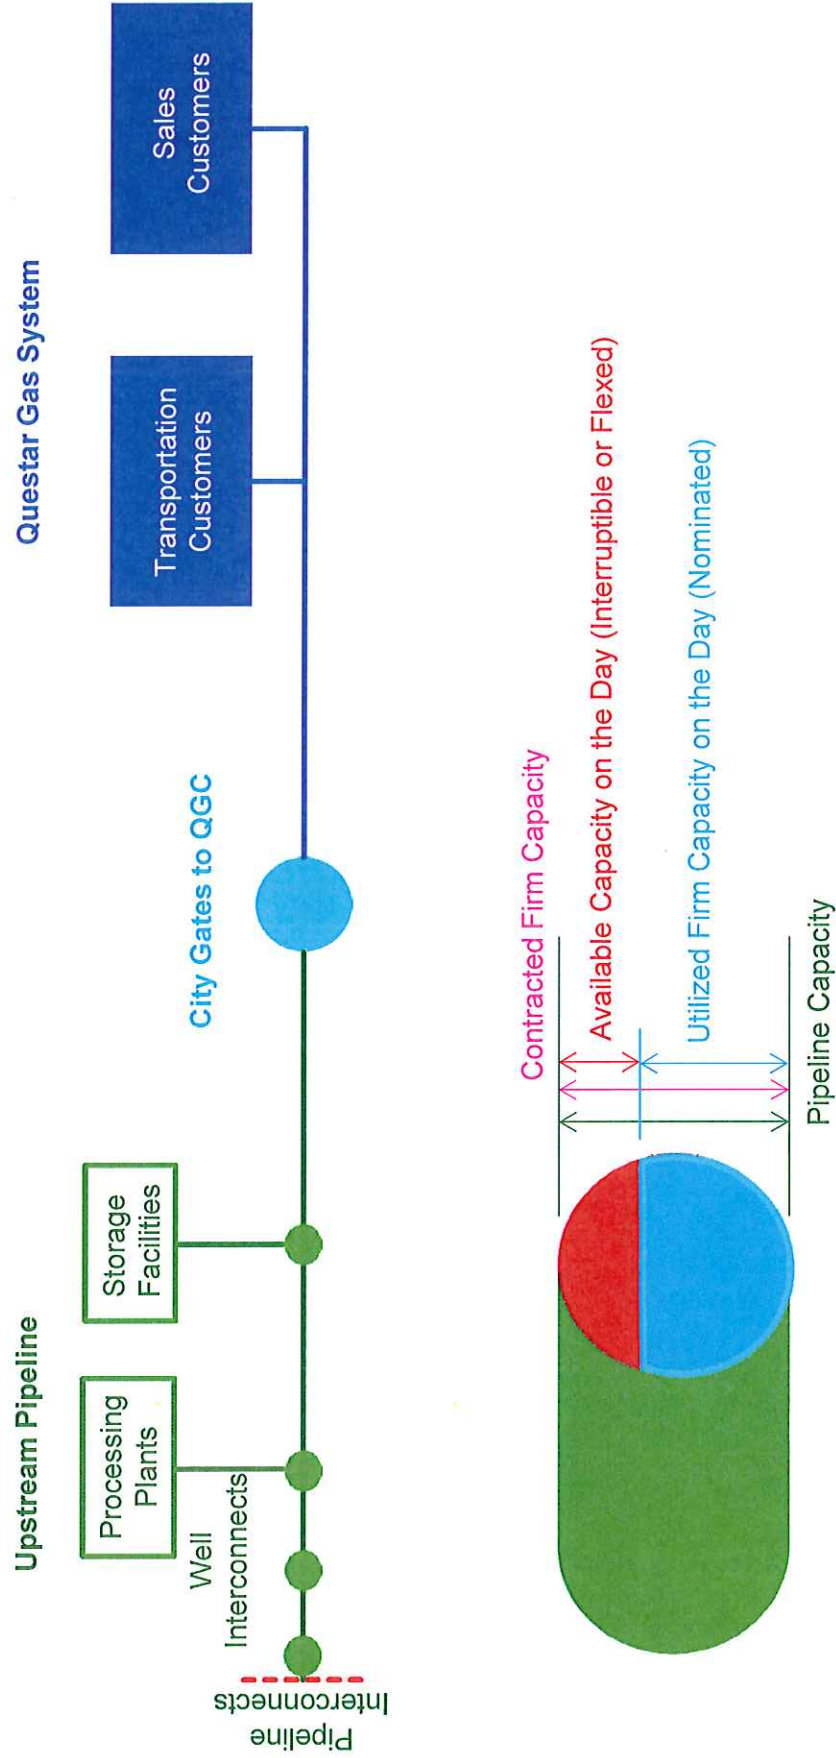 Upstream Pipeline
Questar Gas System
Processing
Plants
Storage
Facilities
Transportation
Customers
Sales
Customers
Well
Interconnects
City Gates to QGC
Pipeline
Interconnects
Contracted Firm Capacity
Available Capacity on the Day (Interruptible or Flexed)
Utilized Firm Capacity on the Day (Nominated)
Pipeline Capacity